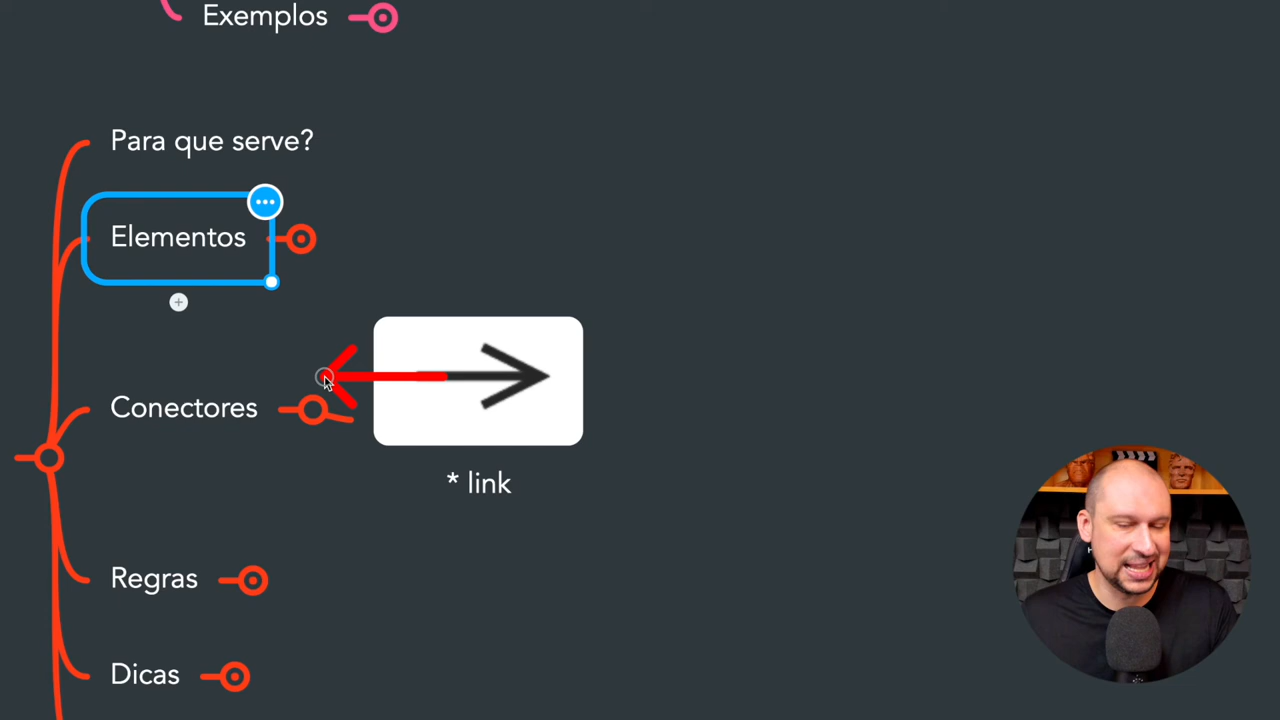 Exemplos
Para que serve?
Elementos
Conectores
* link
Regras
Dicas